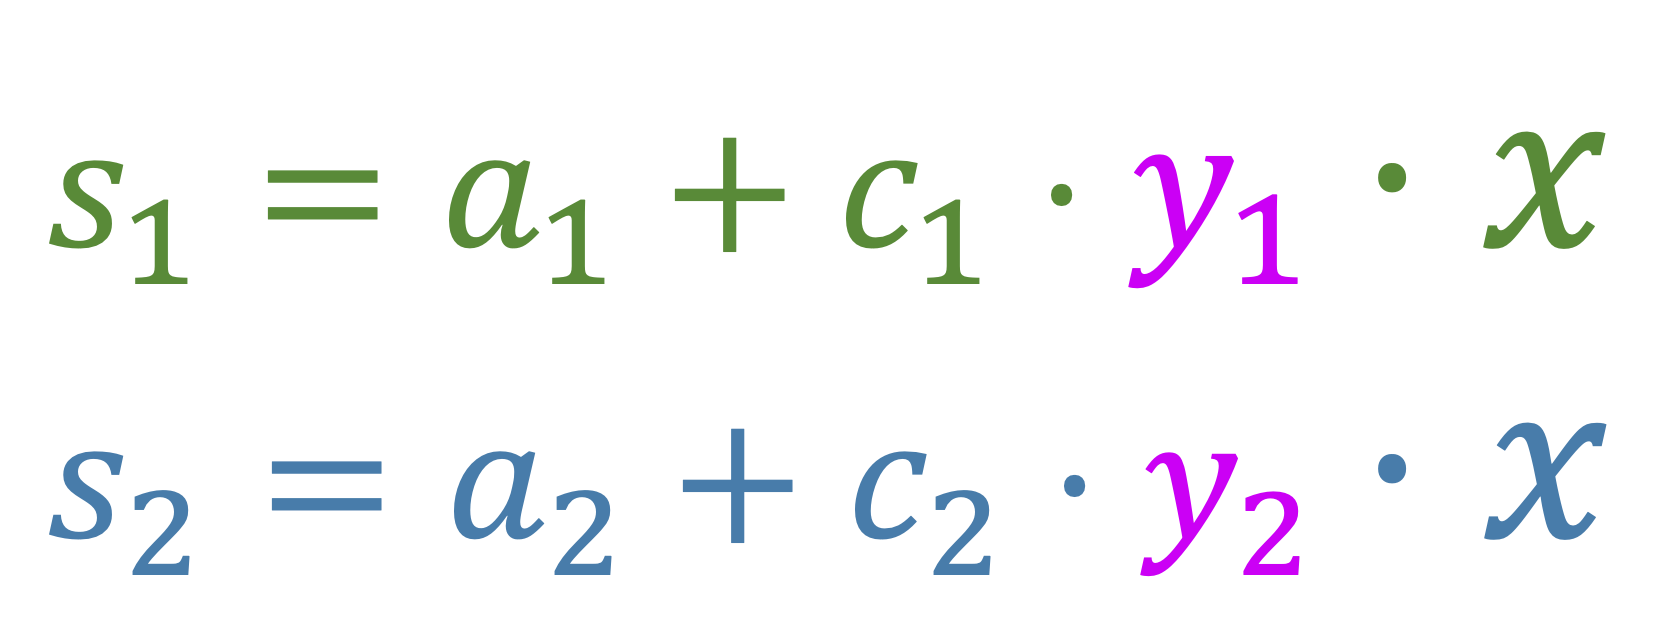 s₁ = a₁ + c₁ · y₁ · x
s₂ = a₂ + c₂ · y₂ · x